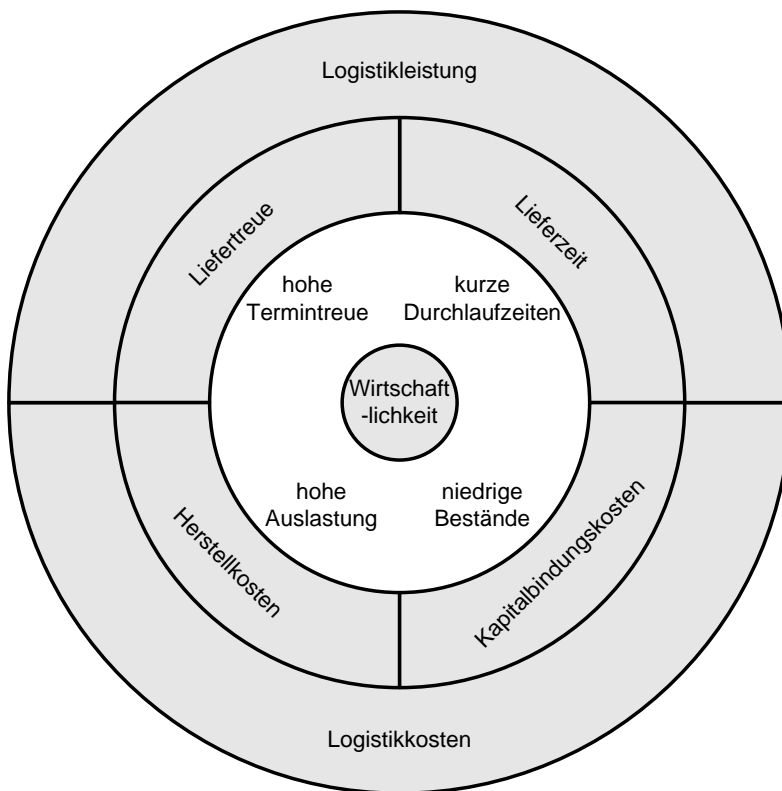 Logistikleistung
Liefertreue
Lieferzeit
hohe
Termintreue
kurze
Durchlaufzeiten
Wirtschaft
-lichkeit
hohe
Auslastung
niedrige
Bestände
Herstellkosten
Kapitalbindungskosten
Logistikkosten